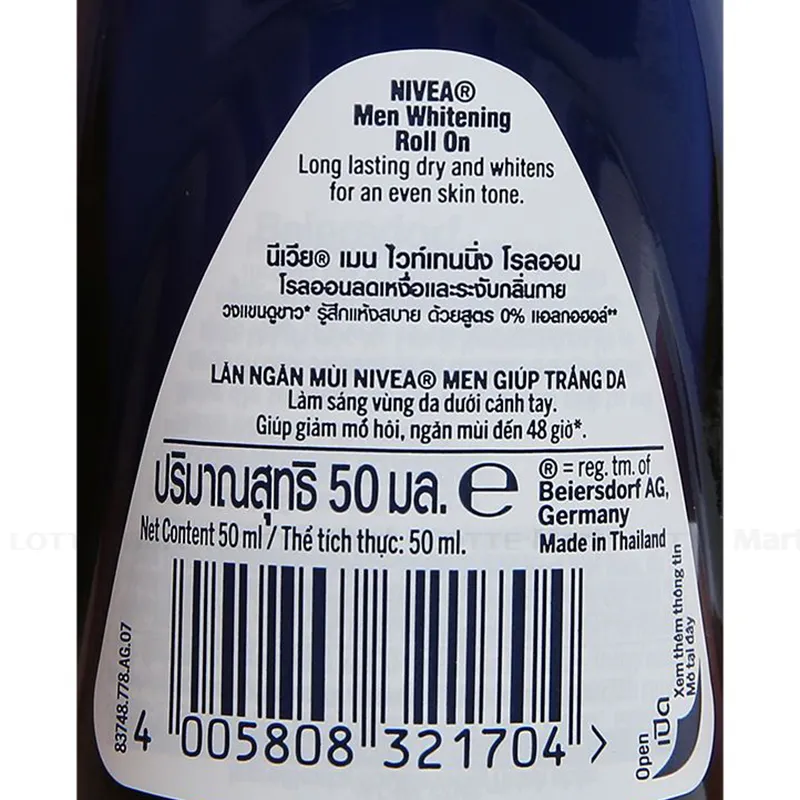 NIVEA®
Men Whitening
Roll On
Long lasting dry and whitens
for an even skin tone.
นีเวีย® เมน ไวท์เทนนิ่ง โรลออน
โรลออนลดเหงื่อและระงับกลิ่นกาย
วงแขนดูขาว* รู้สึกแห้งสบาย ด้วยสูตร 0% แอลกอฮอล์**
LĂN NGĂN MÙI NIVEA® MEN GIÚP TRẮNG DA
Làm sáng vùng da dưới cánh tay.
Giúp giảm mồ hôi, ngăn mùi đến 48 giờ*.
ปริมาณสุทธิ 50 มล. ℮
Net Content 50 ml / Thể tích thực: 50 ml.
® = reg. tm. of
Beiersdorf AG,
Germany
Made in Thailand
83748.778.AG.07
4 005808 321704 >
Open
เปิด
Xem thêm thông tin
Mở tại đây
LOTTE Mart